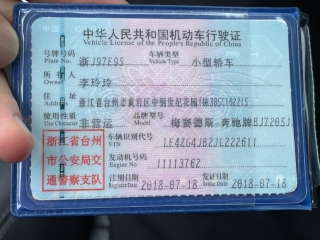 中华人民共和国机动车行驶证
Vehicle License of the People's Republic of China
号牌号码 浙J97E9S 车辆类型 小型轿车
Plate No. Vehicle Type
所有人 李玲玲
Owner
住址 浙江省台州市黄岩区
Address
使用性质 非营运 品牌型号 梅赛德斯-奔驰牌BJ7205
Use Character Model
浙江省台州
市公安局交
通警察支队
车辆识别代号
VIN
发动机号码 11113762
Engine No.
注册日期 2018-07-18 发证日期 2018-07-18
Register Date Issue Date